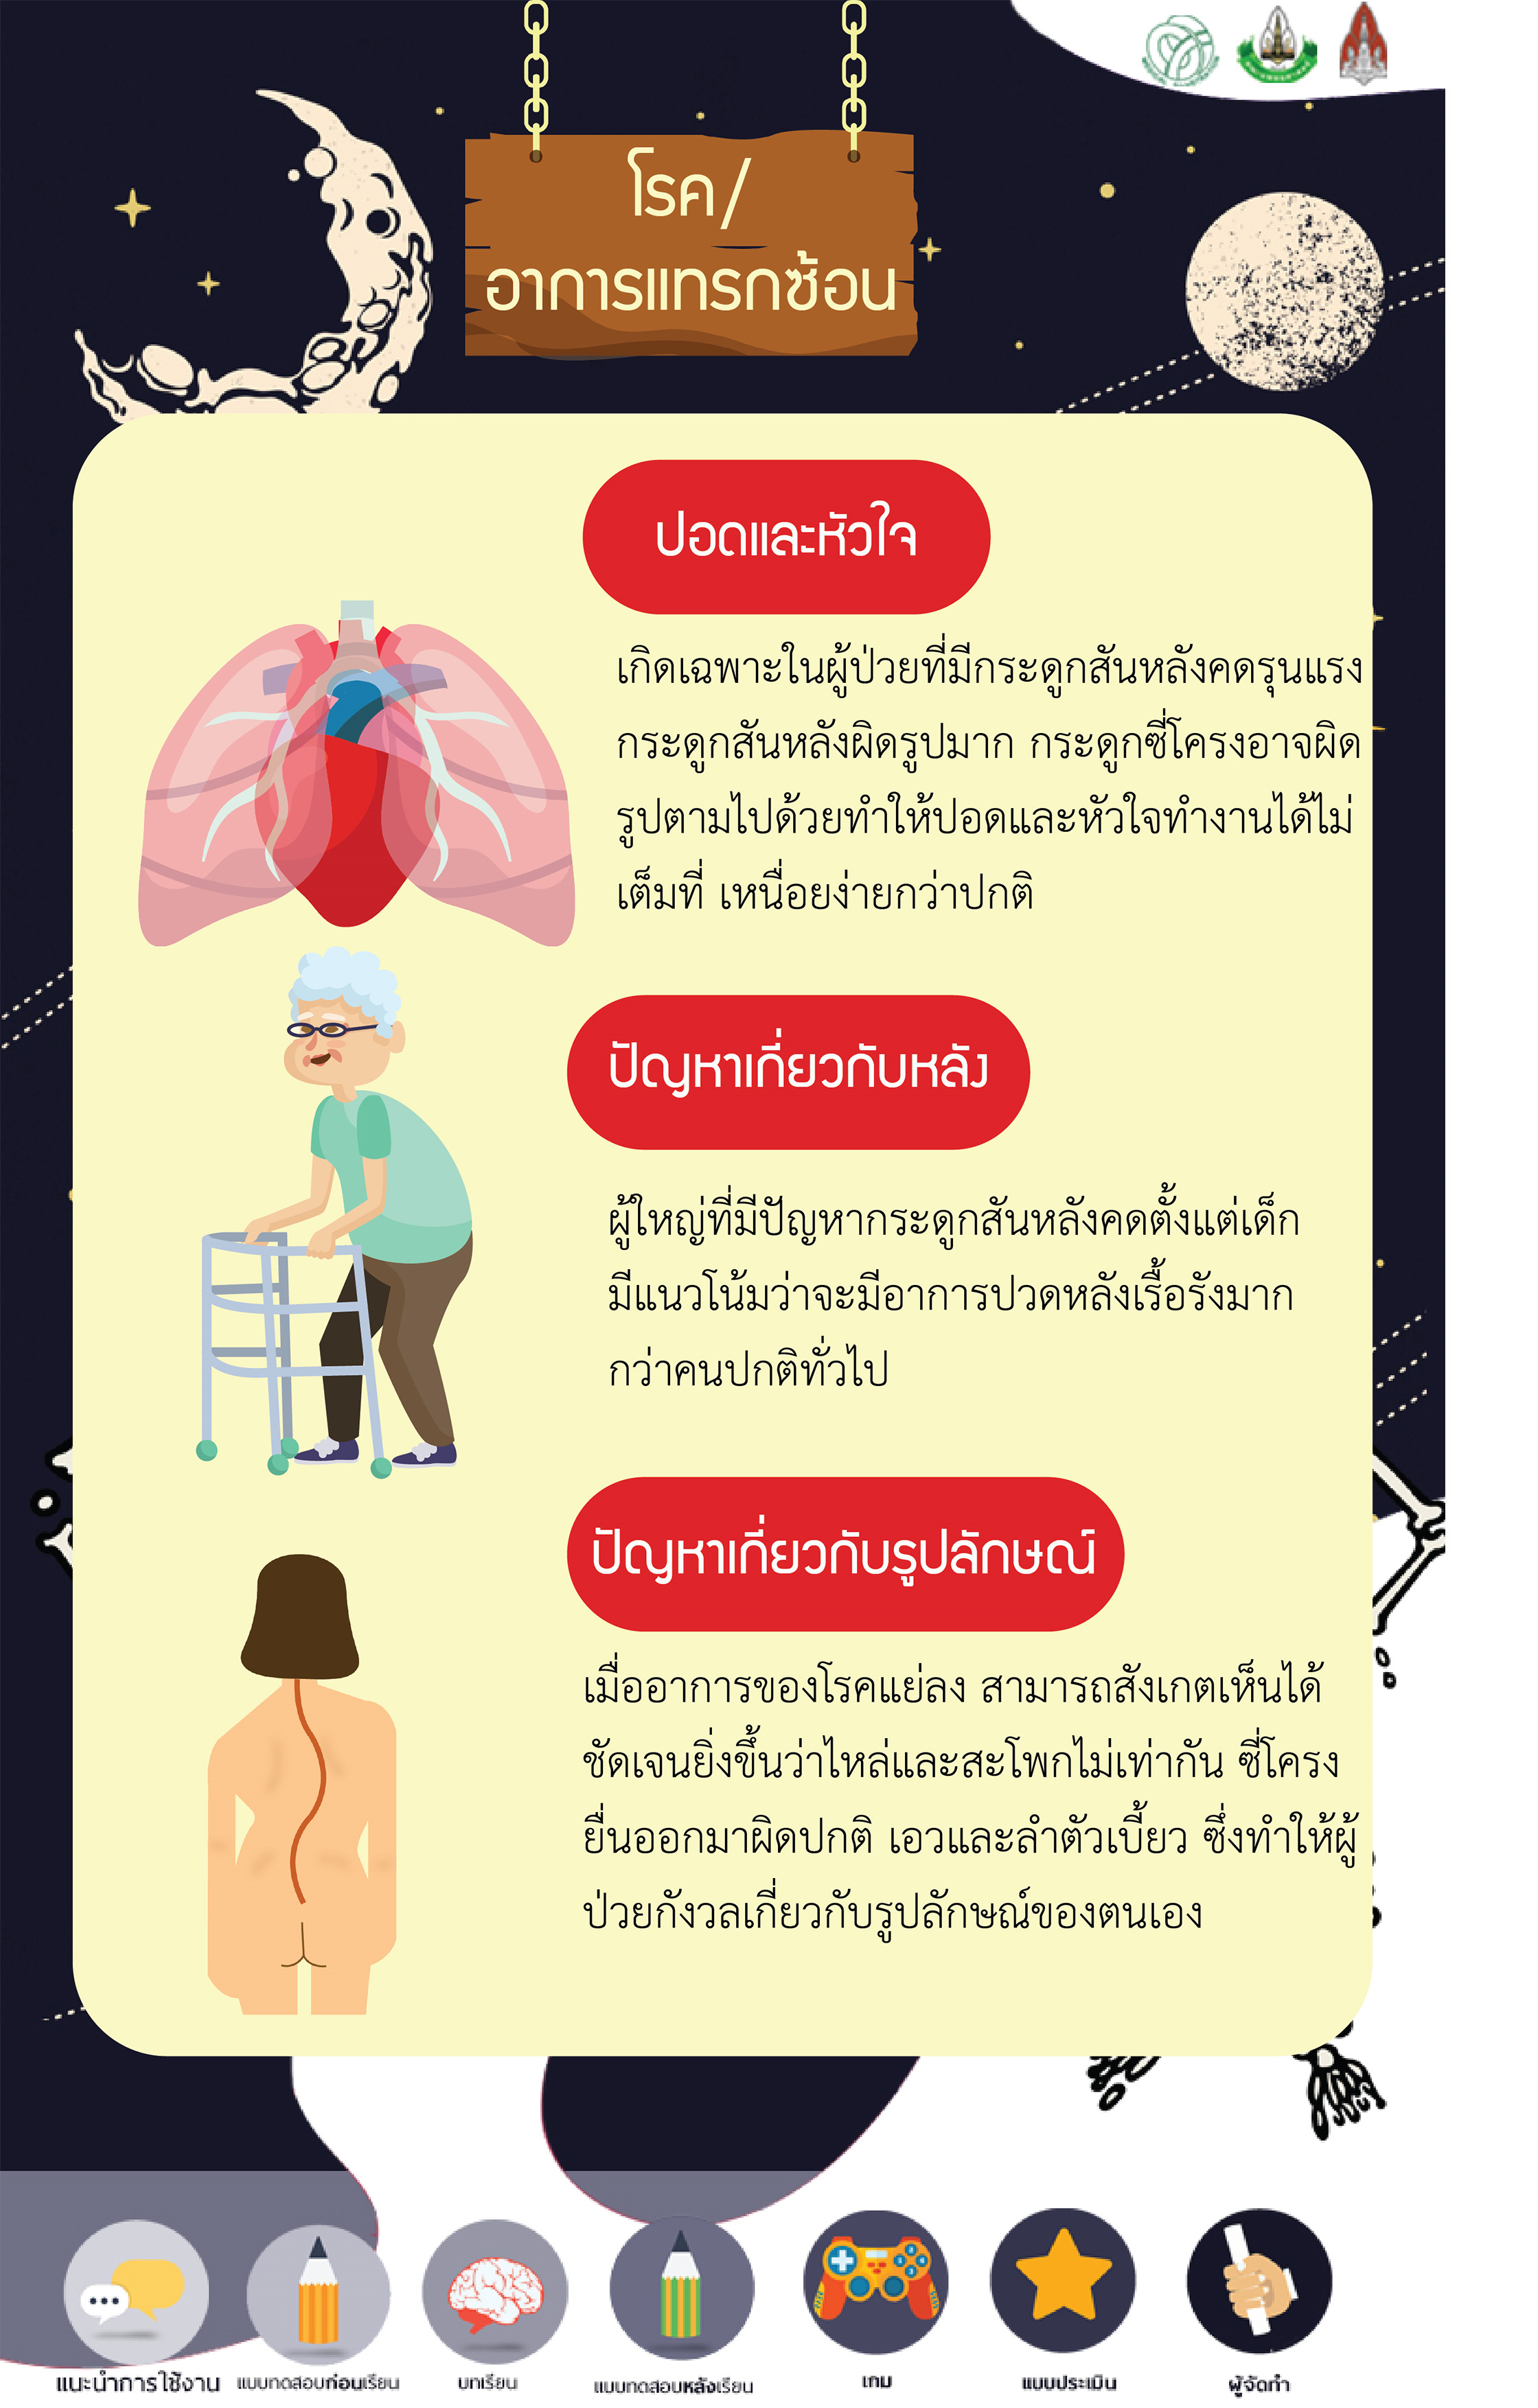 โรค/
อาการแทรกซ้อน
ปอดและหัวใจ
เกิดเฉพาะในผู้ป่วยที่มีกระดูกสันหลังคดรุนแรง
กระดูกสันหลังผิดรูปมาก กระดูกซี่โครงอาจผิด
รูปตามไปด้วยทำให้ปอดและหัวใจทำงานได้ไม่
เต็มที่ เหนื่อยง่ายกว่าปกติ
ปัญหาเกี่ยวกับหลัง
ผู้ใหญ่ที่มีปัญหากระดูกสันหลังคดตั้งแต่เด็ก
มีแนวโน้มว่าจะมีอาการปวดหลังเรื้อรังมาก
กว่าคนปกติทั่วไป
ปัญหาเกี่ยวกับรูปลักษณ์
เมื่ออาการของโรคแย่ลง สามารถสังเกตเห็นได้
ชัดเจนยิ่งขึ้นว่าไหล่และสะโพกไม่เท่ากัน ซี่โครง
ยื่นออกมาผิดปกติ เอวและลำตัวเบี้ยว ซึ่งทำให้ผู้
ป่วยกังวลเกี่ยวกับรูปลักษณ์ของตนเอง
แนะนำการใช้งาน
แบบทดสอบก่อนเรียน
บทเรียน
แบบทดสอบหลังเรียน
เกม
แบบประเมิน
ผู้จัดทำ